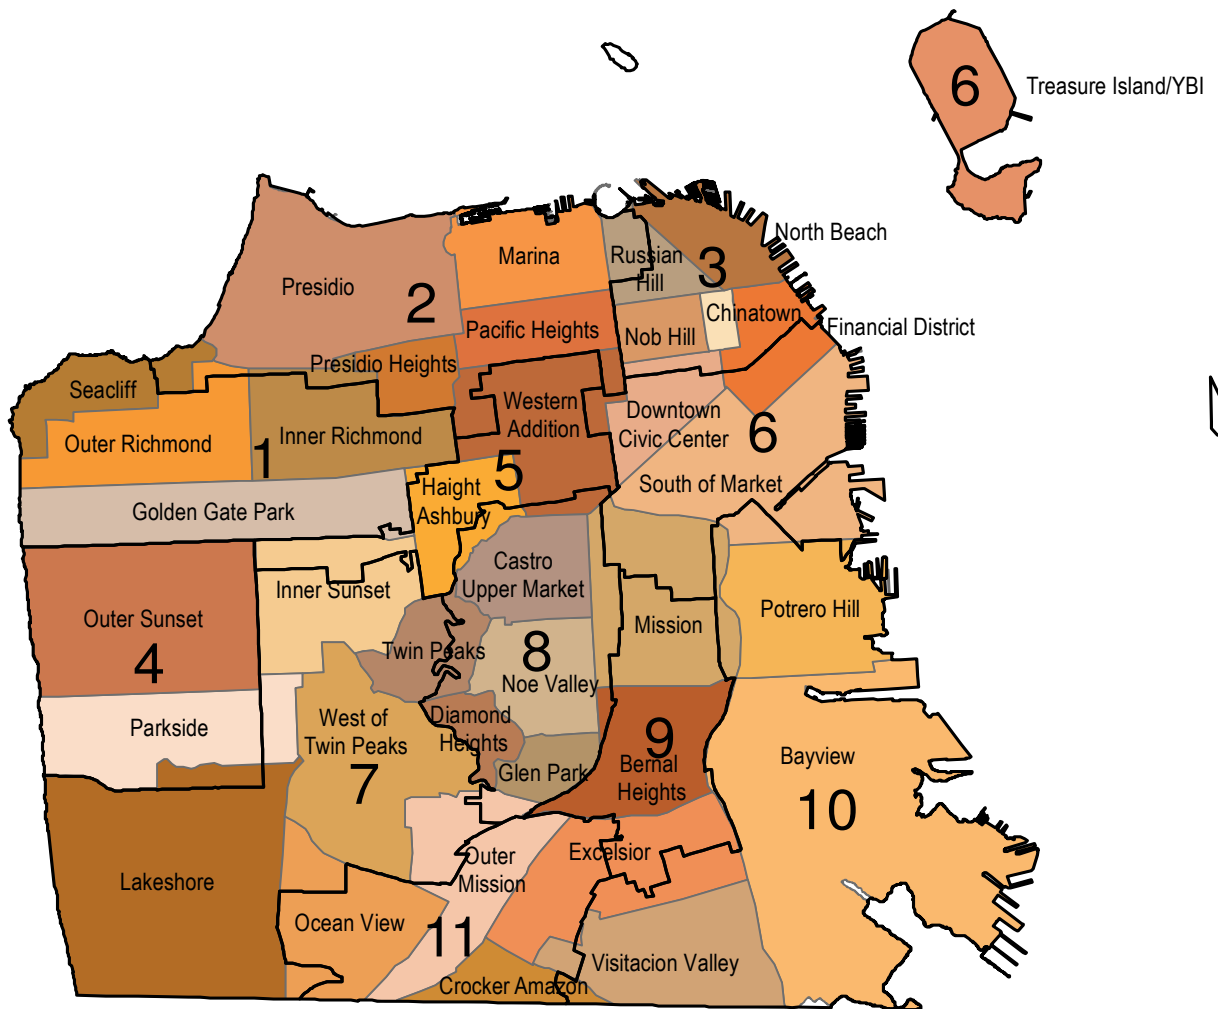 6
Treasure Island/YBI
North Beach
Marina
Russian
Hill
3
Presidio
2
Chinatown
Financial District
Pacific Heights
Nob Hill
Presidio Heights
Seacliff
Western
Addition
Downtown
Civic Center
6
Outer Richmond
1
Inner Richmond
5
South of Market
Haight
Ashbury
Golden Gate Park
Castro
Upper Market
Inner Sunset
Outer Sunset
4
Potrero Hill
Mission
Twin Peaks
8
Noe Valley
Parkside
West of
Twin Peaks
7
Diamond
Heights
Glen Park
9
Bernal
Heights
Bayview
10
Lakeshore
Outer
Mission
Excelsior
Ocean View
11
Visitacion Valley
Crocker Amazon